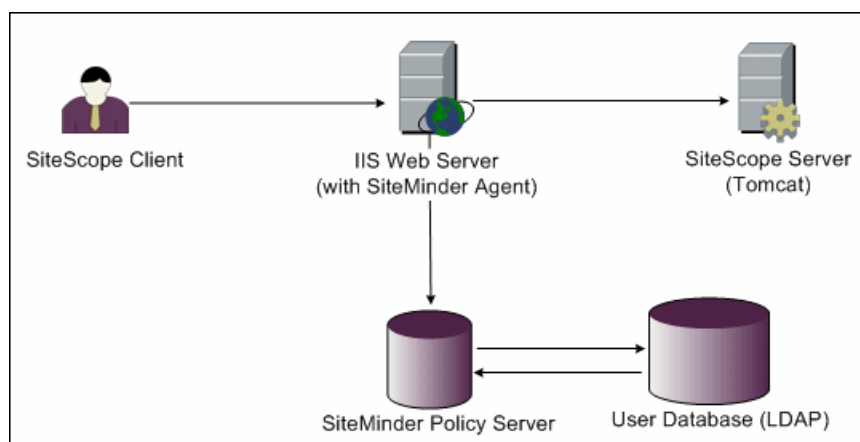 SiteScope Client
IIS Web Server
(with SiteMinder Agent)
SiteScope Server
(Tomcat)
SiteMinder Policy Server
User Database (LDAP)